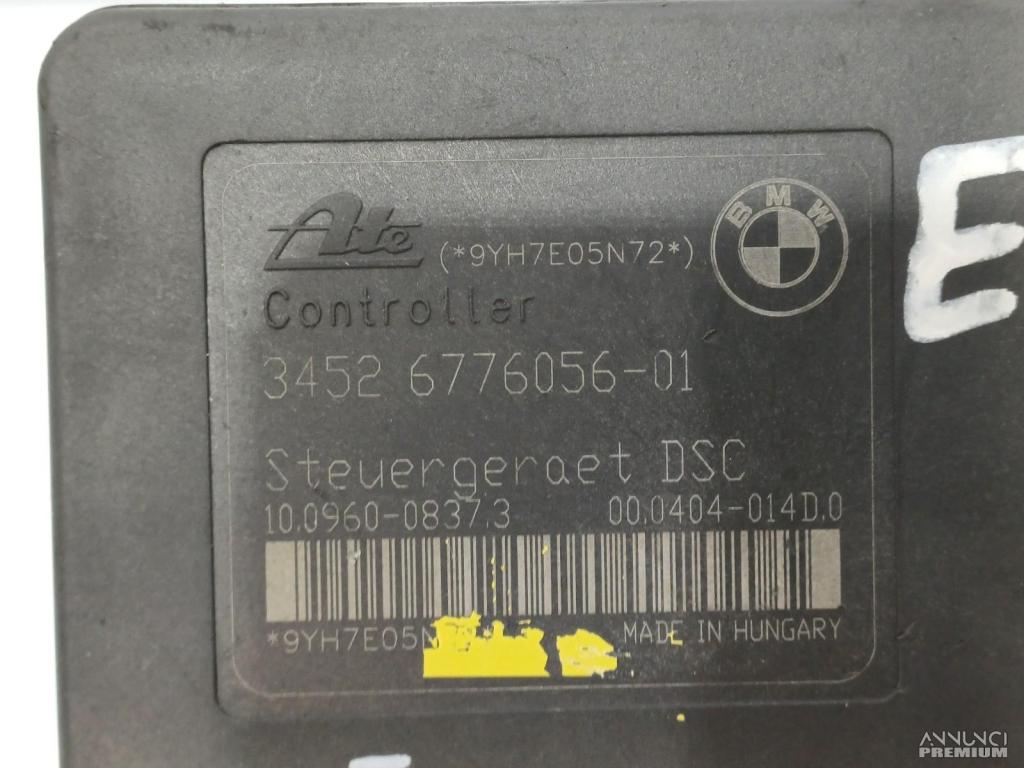 Ate (*9YH7E05N72*) BMW
Controller
E
3452 6776056-01
Steuergeraet DSC
10.0960-0837.3 00.0404-014D.0
*9YH7E05N MADE IN HUNGARY
ANNUNCI
PREMIUM